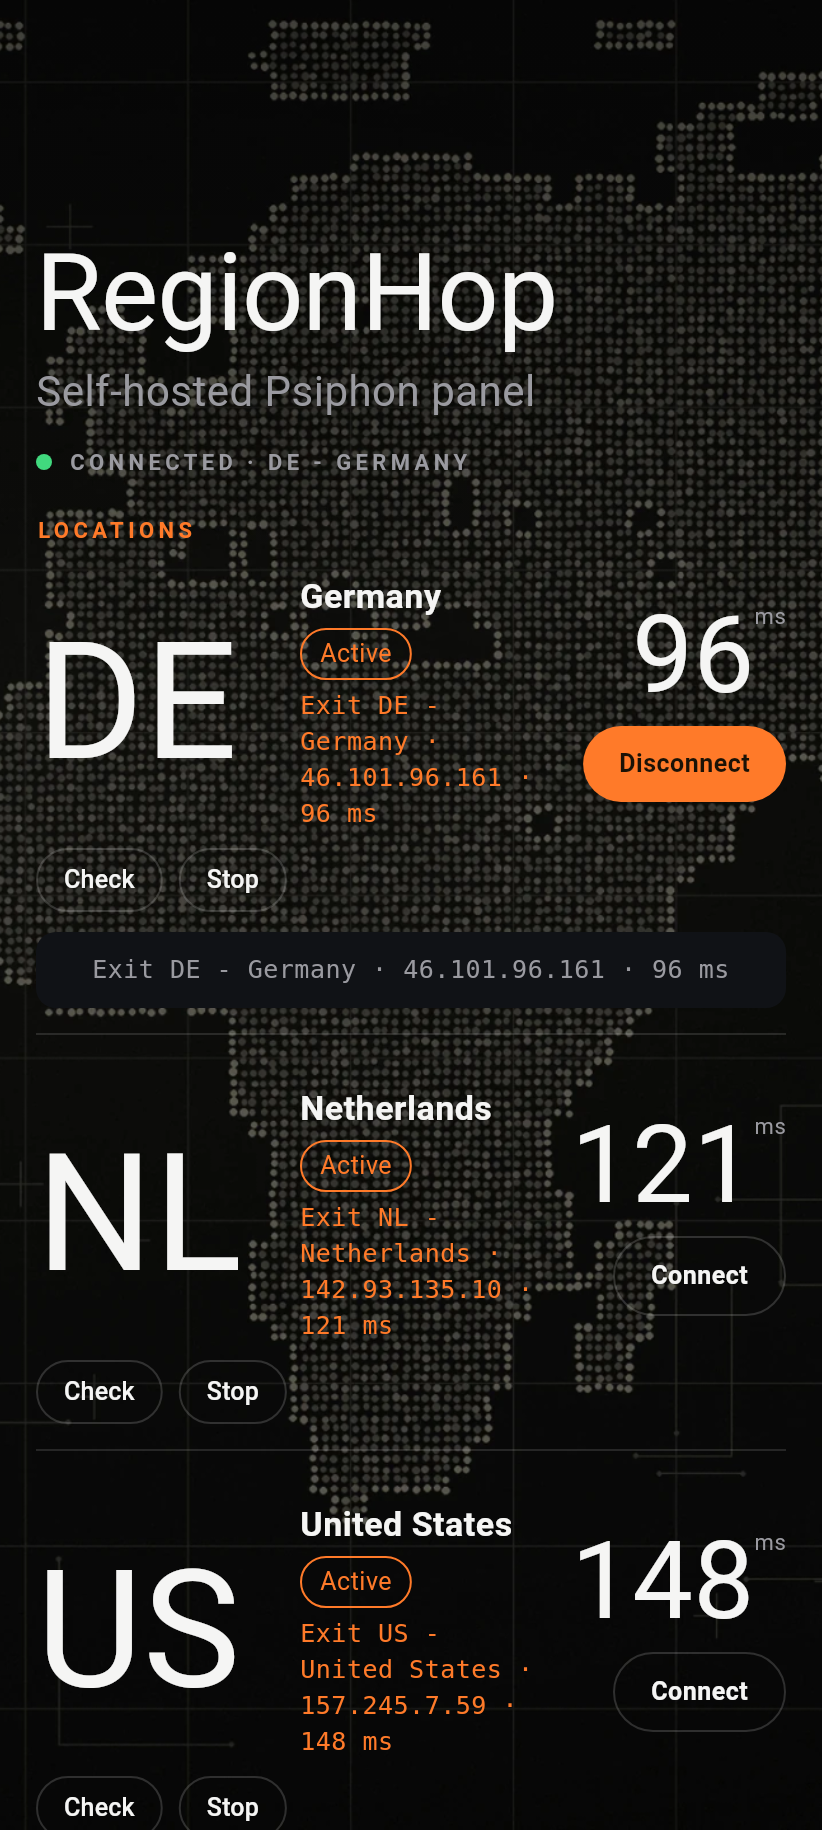 RegionHop
Self-hosted Psiphon panel
CONNECTED · DE - GERMANY
LOCATIONS
DE
Germany
Active
Exit DE -
Germany ·
46.101.96.161 ·
96 ms
96 ms
Disconnect
Check
Stop
Exit DE - Germany · 46.101.96.161 · 96 ms
NL
Netherlands
Active
Exit NL -
Netherlands ·
142.93.135.10 ·
121 ms
121 ms
Connect
Check
Stop
US
United States
Active
Exit US -
United States ·
157.245.7.59 ·
148 ms
148 ms
Connect
Check
Stop